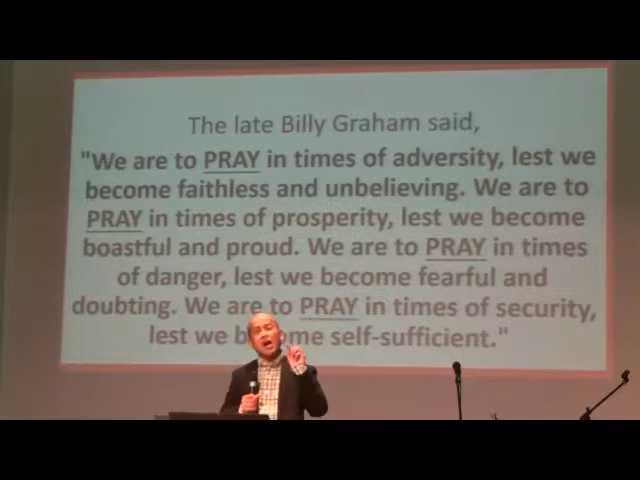 The late Billy Graham said,
"We are to PRAY in times of adversity, lest we
become faithless and unbelieving. We are to
PRAY in times of prosperity, lest we become
boastful and proud. We are to PRAY in times
of danger, lest we become fearful and
doubting. We are to PRAY in times of security,
lest we me self-sufficient."